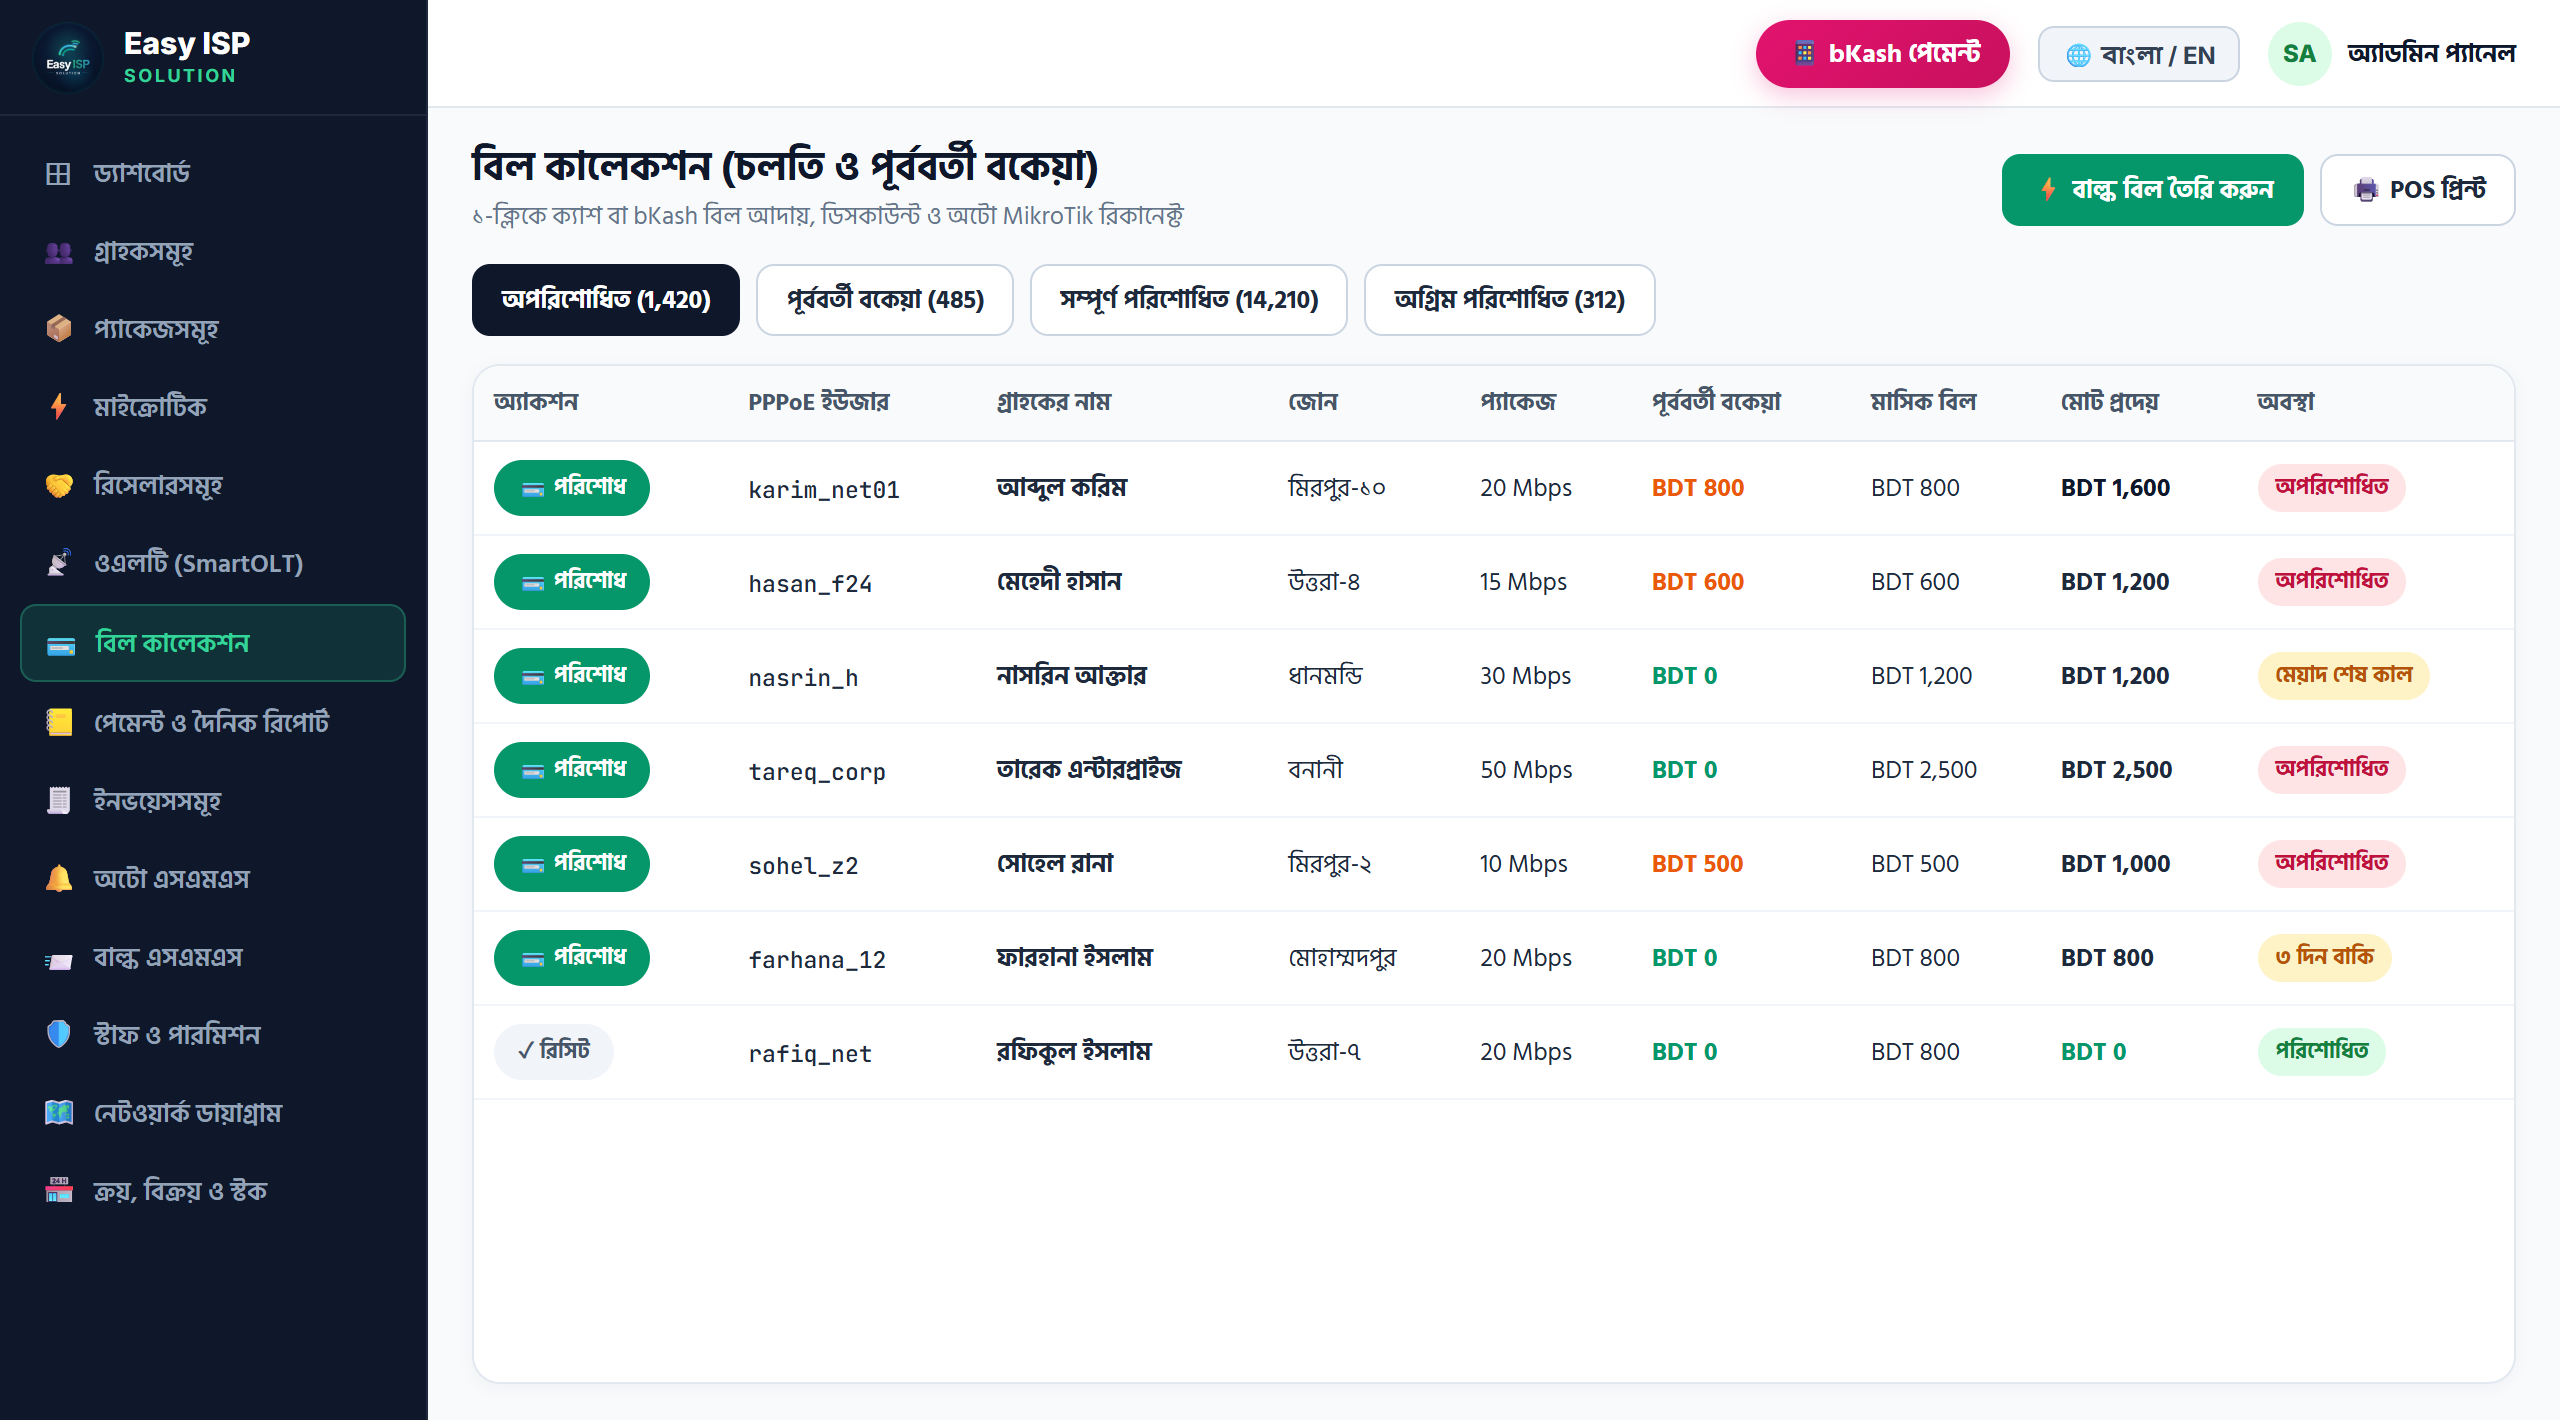 Easy ISP
SOLUTION
Easy ISP
SOLUTION
bKash পেমেন্ট
বাংলা / EN
SA
অ্যাডমিন প্যানেল
ড্যাশবোর্ড
গ্রাহকসমূহ
প্যাকেজসমূহ
মাইক্রোটিক
রিসেলারসমূহ
ওএলটি (SmartOLT)
বিল কালেকশন
পেমেন্ট ও দৈনিক রিপোর্ট
ইনভয়েসসমূহ
অটো এসএমএস
বাল্ক এসএমএস
স্টাফ ও পারমিশন
নেটওয়ার্ক ডায়াগ্রাম
ক্রয়, বিক্রয় ও স্টক
বিল কালেকশন (চলতি ও পূর্ববর্তী বকেয়া)
১-ক্লিকে ক্যাশ বা bKash বিল আদায়, ডিসকাউন্ট ও অটো MikroTik রিকানেক্ট
বাল্ক বিল তৈরি করুন
POS প্রিন্ট
অপরিশোধিত (1,420)
পূর্ববর্তী বকেয়া (485)
সম্পূর্ণ পরিশোধিত (14,210)
অগ্রিম পরিশোধিত (312)
অ্যাকশন PPPoE ইউজার গ্রাহকের নাম জোন প্যাকেজ পূর্ববর্তী বকেয়া মাসিক বিল মোট প্রদেয় অবস্থা
পরিশোধ karim_net01 আব্দুল করিম মিরপুর-১০ 20 Mbps BDT 800 BDT 800 BDT 1,600 অপরিশোধিত
পরিশোধ hasan_f24 মেহেদী হাসান উত্তরা-৪ 15 Mbps BDT 600 BDT 600 BDT 1,200 অপরিশোধিত
পরিশোধ nasrin_h নাসরিন আক্তার ধানমন্ডি 30 Mbps BDT 0 BDT 1,200 BDT 1,200 মেয়াদ শেষ কাল
পরিশোধ tareq_corp তারেক এন্টারপ্রাইজ বনানী 50 Mbps BDT 0 BDT 2,500 BDT 2,500 অপরিশোধিত
পরিশোধ sohel_z2 সোহেল রানা মিরপুর-২ 10 Mbps BDT 500 BDT 500 BDT 1,000 অপরিশোধিত
পরিশোধ farhana_12 ফারহানা ইসলাম মোহাম্মদপুর 20 Mbps BDT 0 BDT 800 BDT 800 ৩ দিন বাকি
✓ রিসিট rafiq_net রফিকুল ইসলাম উত্তরা-৭ 20 Mbps BDT 0 BDT 800 BDT 0 পরিশোধিত